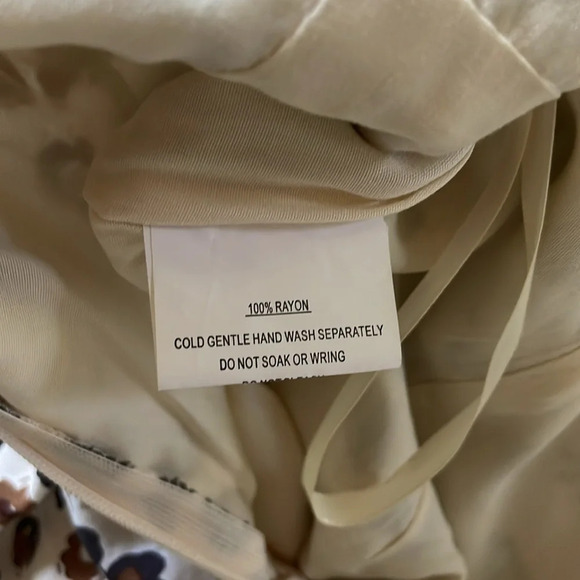 100% RAYON
COLD GENTLE HAND WASH SEPARATELY
DO NOT SOAK OR WRING